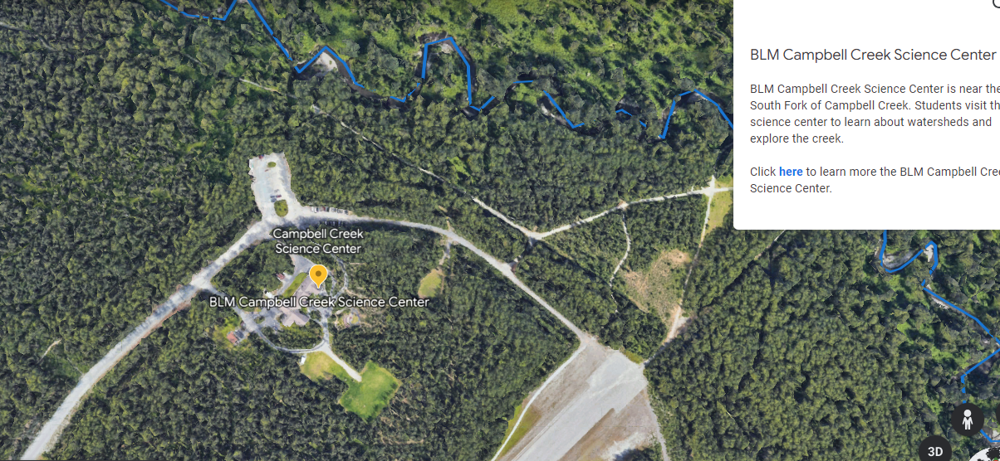 BLM Campbell Creek Science Center
BLM Campbell Creek Science Center is near the
South Fork of Campbell Creek. Students visit th
science center to learn about watersheds and
explore the creek.
Click here to learn more the BLM Campbell Cree
Science Center.
Campbell Creek
Science Center
BLM Campbell Creek Science Center
3D